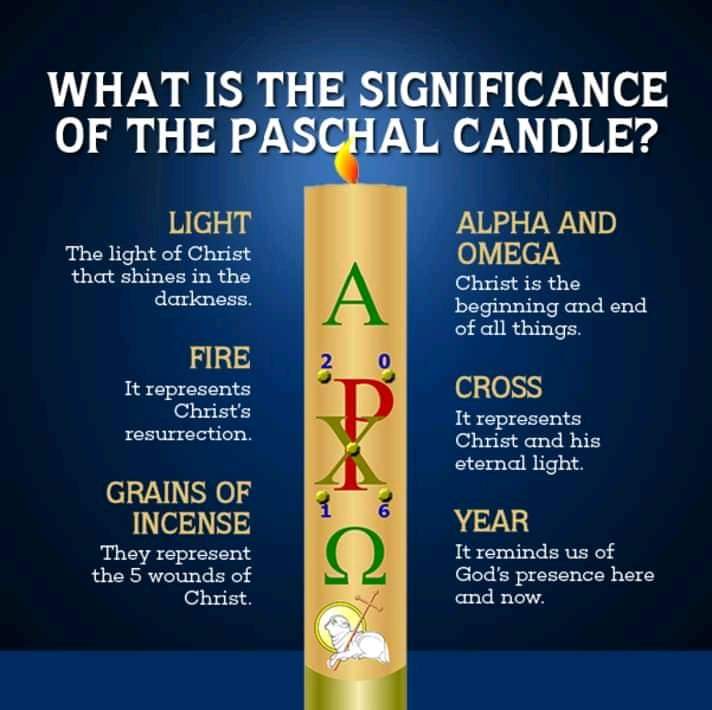 WHAT IS THE SIGNIFICANCE
OF THE PASCHAL CANDLE?
LIGHT
The light of Christ
that shines in the
darkness.
FIRE
It represents
Christ's
resurrection.
GRAINS OF
INCENSE
They represent
the 5 wounds of
Christ.
Α
2 0
☧
1 6
Ω
ALPHA AND
OMEGA
Christ is the
beginning and end
of all things.
CROSS
It represents
Christ and his
eternal light.
YEAR
It reminds us of
God's presence here
and now.